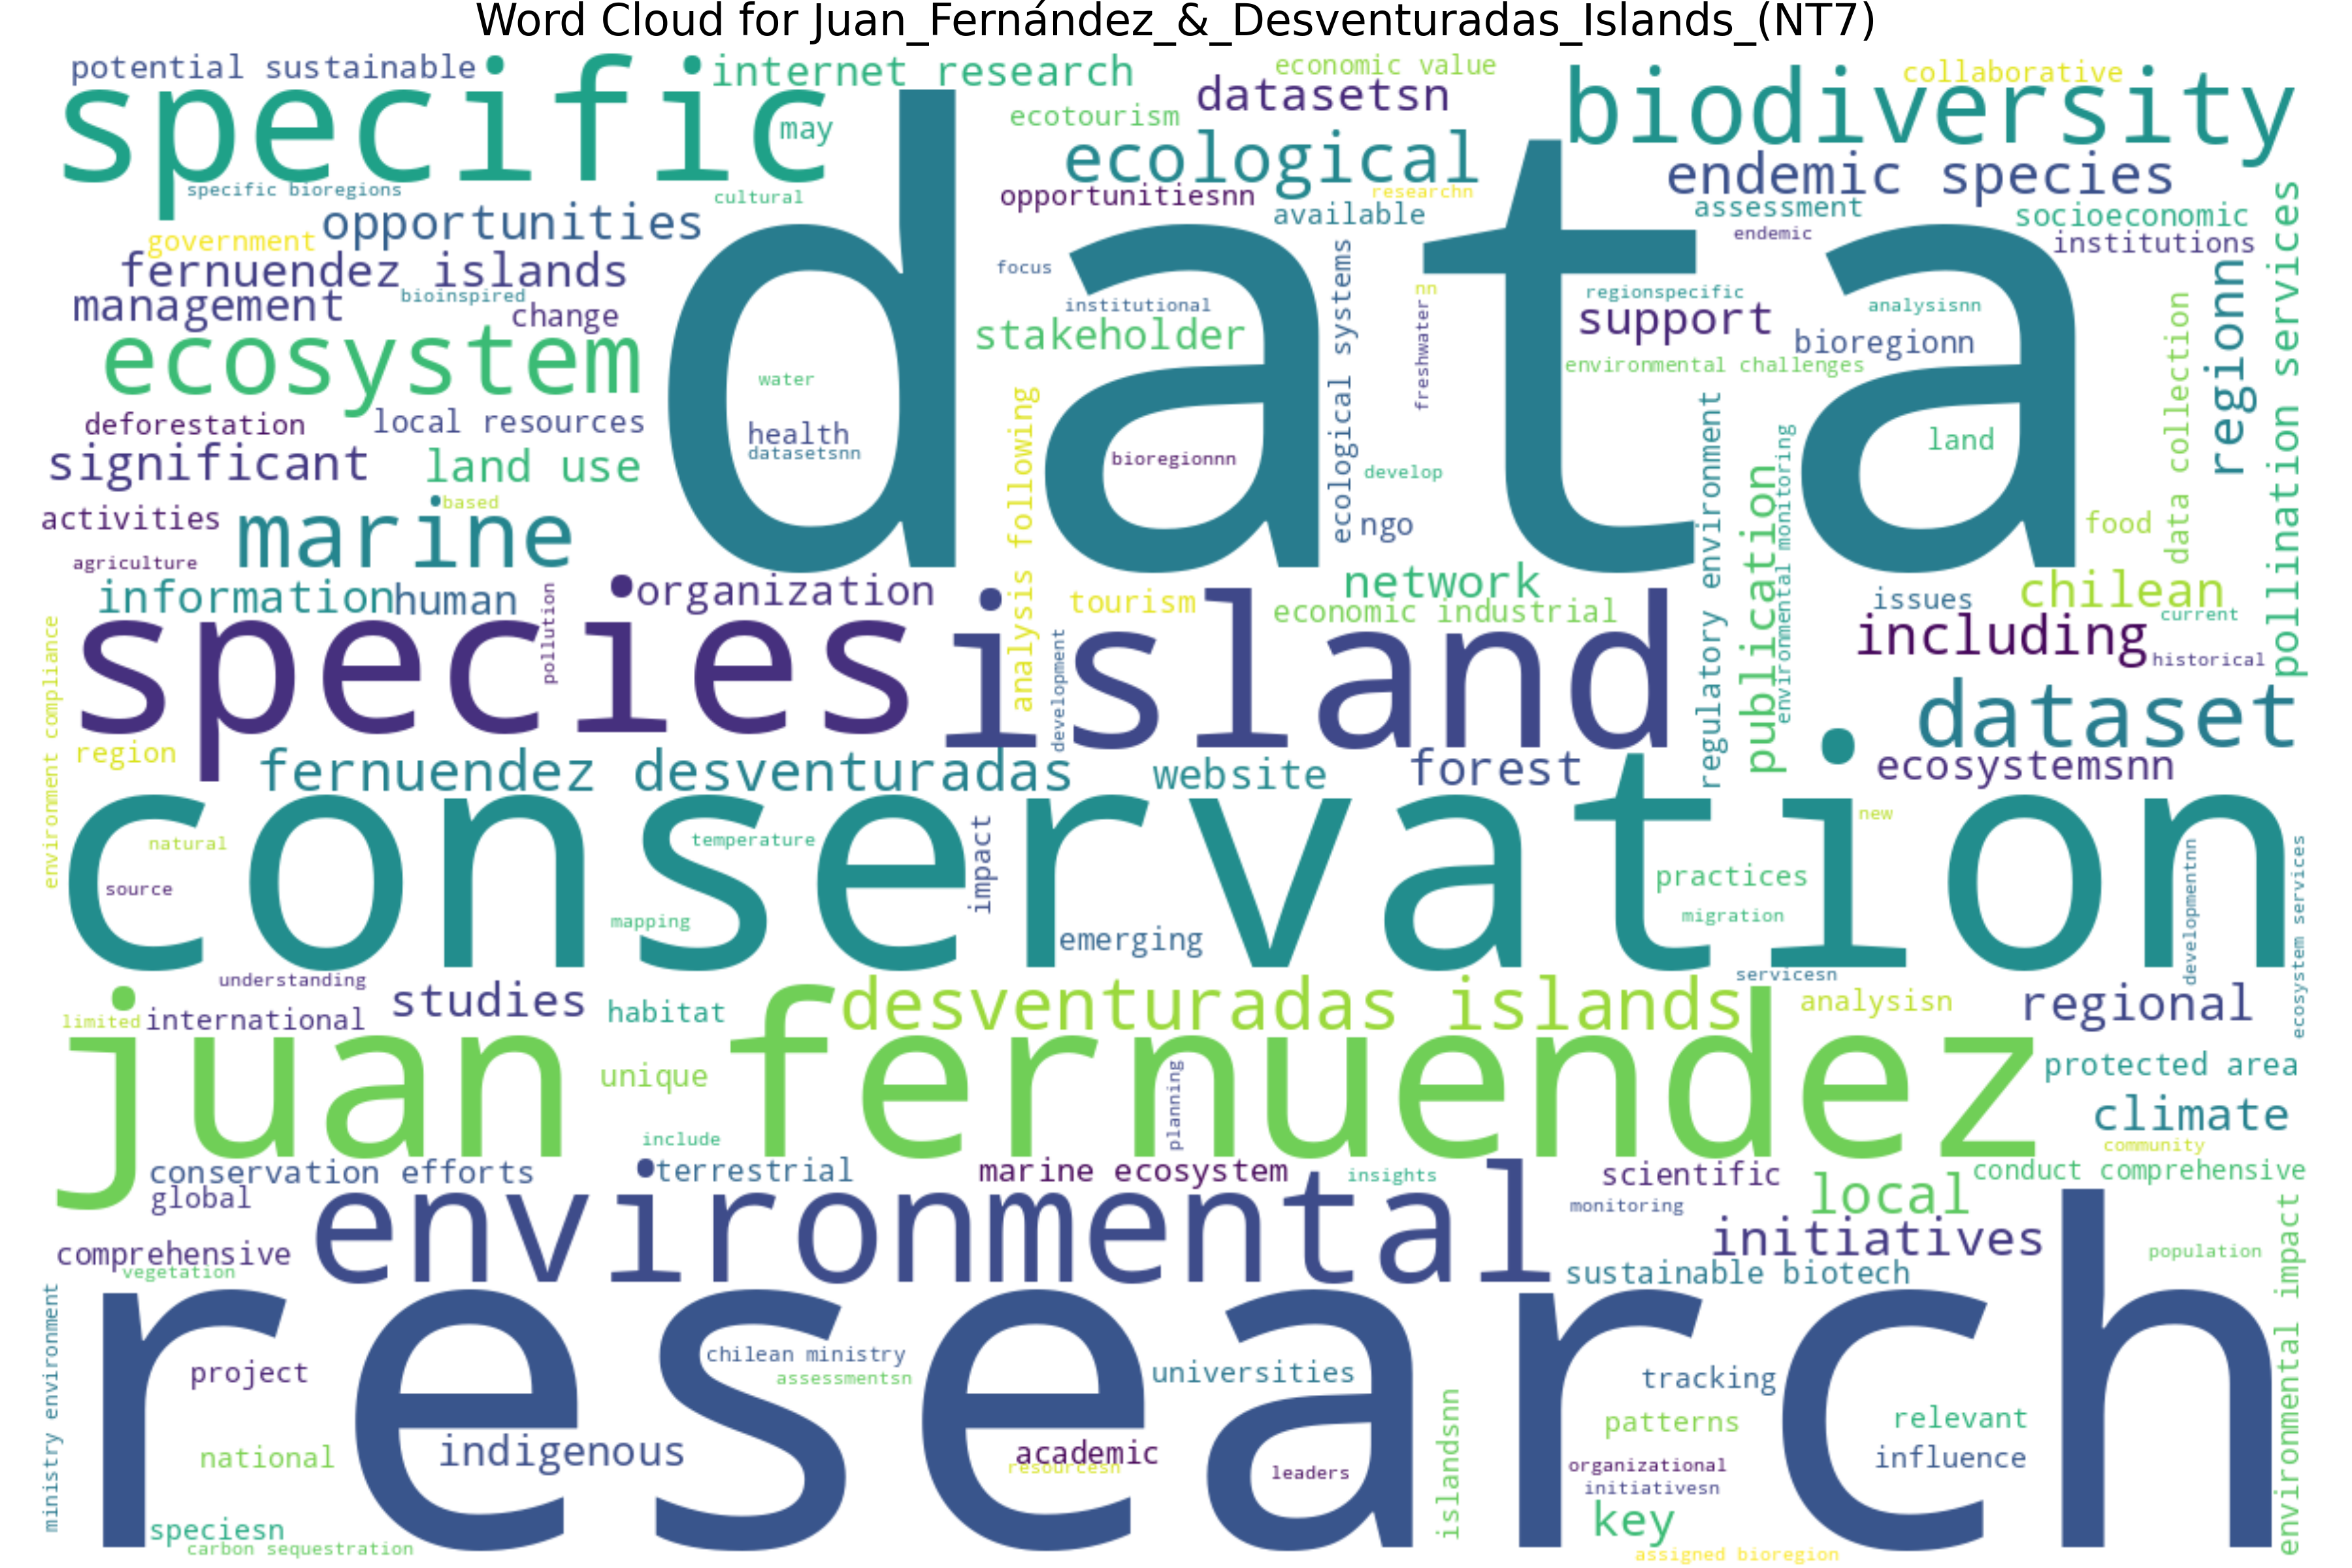 Word Cloud for Juan_Fernández_&_Desventuradas_Islands_(NT7)
potential sustainable
internet research
economic value
collaborative
specific
may
datasetsn
biodiversity
ecotourism
ecological
endemic species
specific bioregions
cultural
opportunitiesnn
researchn
available
assessment
socioeconomic
opportunities
government
endemic
institutions
fernuendez islands
focus
data
management
bioinspired
change
institutional
nn
regionspecific
analysisnn
support
stakeholder
bioregionn
ecosystem
environmental challenges
water
freshwater
ecological systems
regionn
pollination services
data collection
deforestation
local resources
health
datasetsnn
bioregionnn
develop
land
significant
land use
analysis following
regulatory environment
environmental monitoring
publication
based
activities
marine
ngo
food
agriculture
information
human
pollution
organization
tourism
network
economic industrial
issues
chilean
current
species
island
including
historical
development
environment compliance
region
dataset
fernuendez desventuradas
website
forest
ecosystemsnn
conservation
natural
temperature
impact
new
source
practices
mapping
migration
emerging
developmentnn
ecosystem services
understanding
servicesn
studies
habitat
desventuradas islands
analysisn
regional
limited
international
juan fernuendez
unique
planning
protected area
climate
include
community
conservation efforts
terrestrial
marine ecosystem
insights
scientific
conduct comprehensive
global
monitoring
local
environmental
initiatives
comprehensive
vegetation
population
sustainable biotech
environmental impact
ministry environment
research
project
chilean ministry
assessmentsn
universities
tracking
patterns
relevant
national
indigenous
academic
resourcesn
leaders
islandsnn
organizational
influence
initiativesn
key
speciesn
carbon sequestration
assigned bioregion